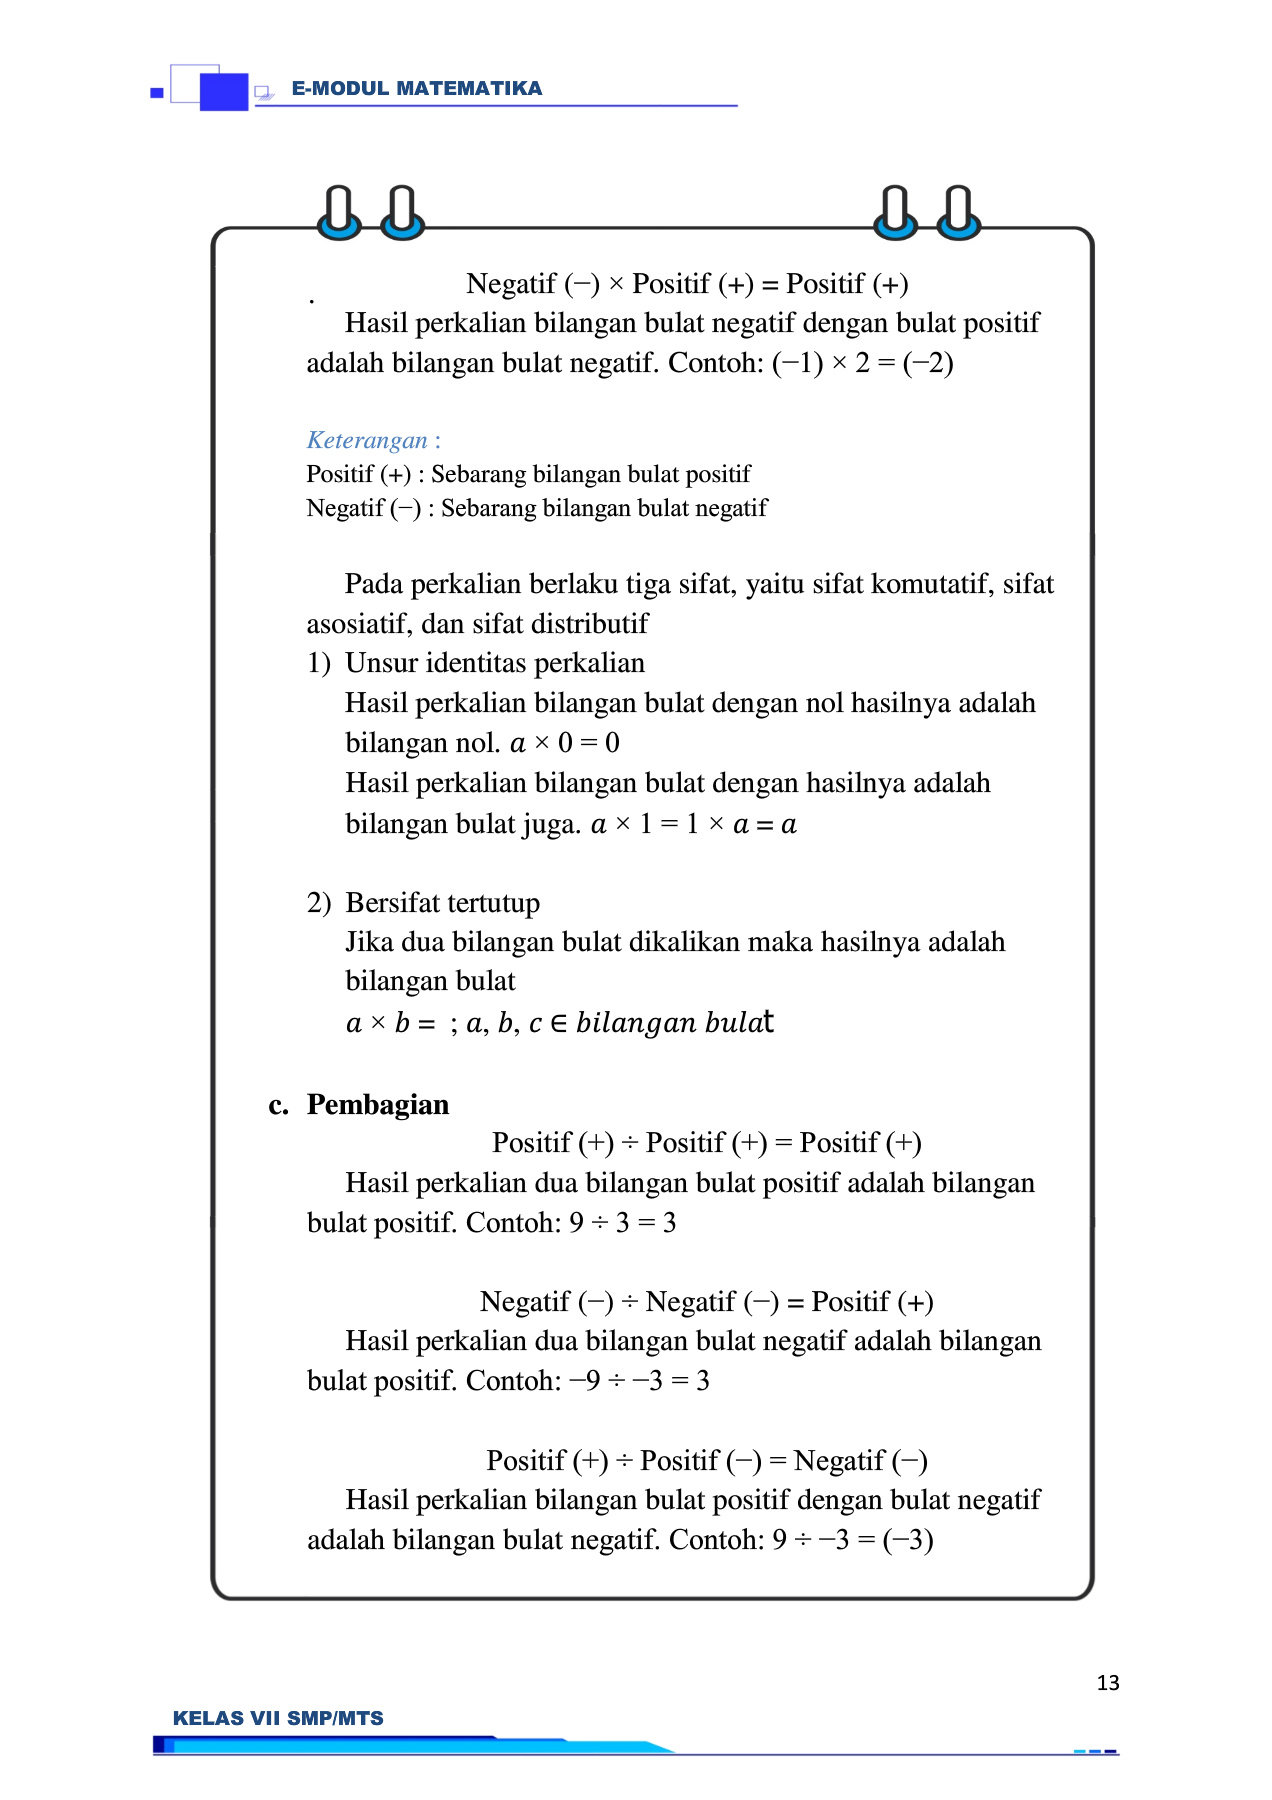 E-MODUL MATEMATIKA
Negatif (−) × Positif (+) = Positif (+)
.
Hasil perkalian bilangan bulat negatif dengan bulat positif
adalah bilangan bulat negatif. Contoh: (−1) × 2 = (−2)
Keterangan :
Positif (+) : Sebarang bilangan bulat positif
Negatif (−) : Sebarang bilangan bulat negatif
Pada perkalian berlaku tiga sifat, yaitu sifat komutatif, sifat
asosiatif, dan sifat distributif
1) Unsur identitas perkalian
Hasil perkalian bilangan bulat dengan nol hasilnya adalah
bilangan nol. a × 0 = 0
Hasil perkalian bilangan bulat dengan hasilnya adalah
bilangan bulat juga. a × 1 = 1 × a = a
2) Bersifat tertutup
Jika dua bilangan bulat dikalikan maka hasilnya adalah
bilangan bulat
a × b = ; a, b, c ∈ bilangan bulat
c. Pembagian
Positif (+) ÷ Positif (+) = Positif (+)
Hasil perkalian dua bilangan bulat positif adalah bilangan
bulat positif. Contoh: 9 ÷ 3 = 3
Negatif (−) ÷ Negatif (−) = Positif (+)
Hasil perkalian dua bilangan bulat negatif adalah bilangan
bulat positif. Contoh: −9 ÷ −3 = 3
Positif (+) ÷ Positif (−) = Negatif (−)
Hasil perkalian bilangan bulat positif dengan bulat negatif
adalah bilangan bulat negatif. Contoh: 9 ÷ −3 = (−3)
13
KELAS VII SMP/MTS